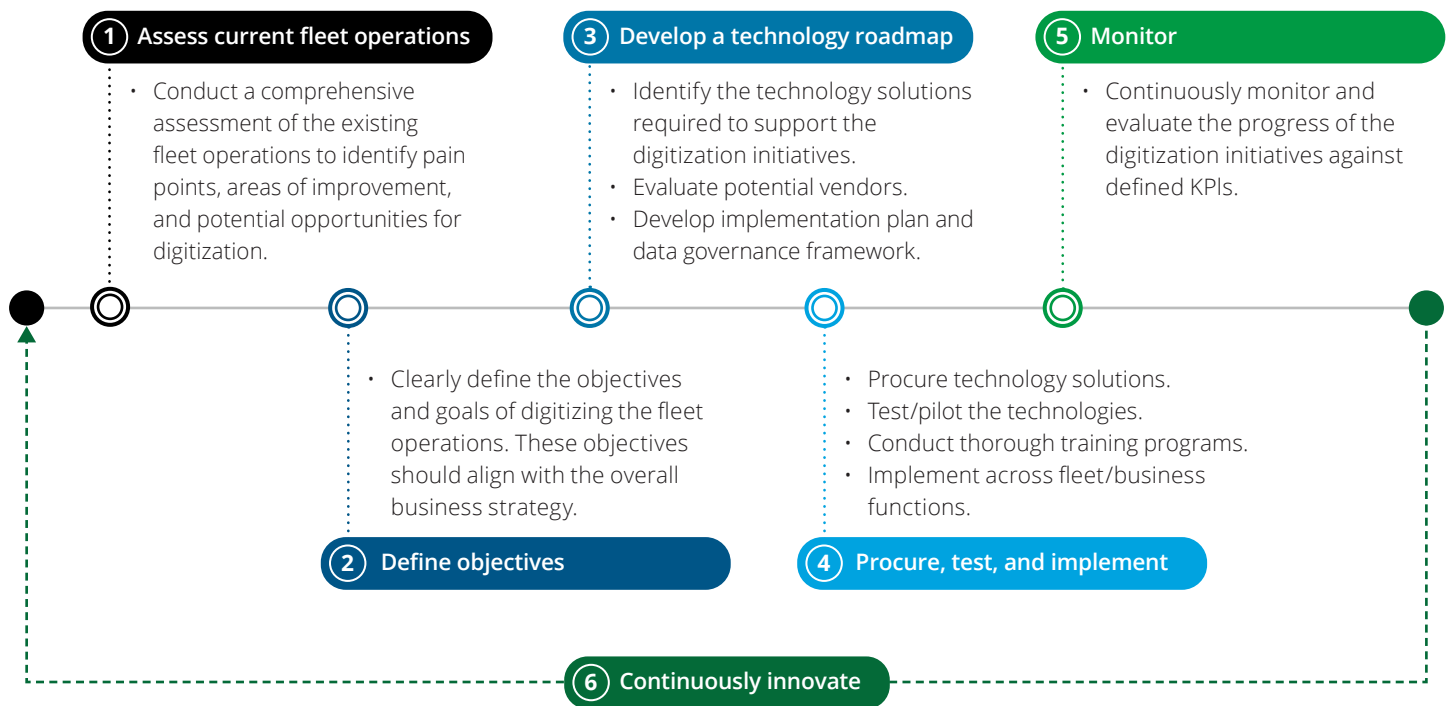 1 Assess current fleet operations
• Conduct a comprehensive
assessment of the existing
fleet operations to identify pain
points, areas of improvement,
and potential opportunities for
digitization.
2 Define objectives
• Clearly define the objectives
and goals of digitizing the fleet
operations. These objectives
should align with the overall
business strategy.
3 Develop a technology roadmap
• Identify the technology solutions
required to support the
digitization initiatives.
• Evaluate potential vendors.
• Develop implementation plan and
data governance framework.
4 Procure, test, and implement
• Procure technology solutions.
• Test/pilot the technologies.
• Conduct thorough training programs.
• Implement across fleet/business
functions.
5 Monitor
• Continuously monitor and
evaluate the progress of the
digitization initiatives against
defined KPIs.
6 Continuously innovate